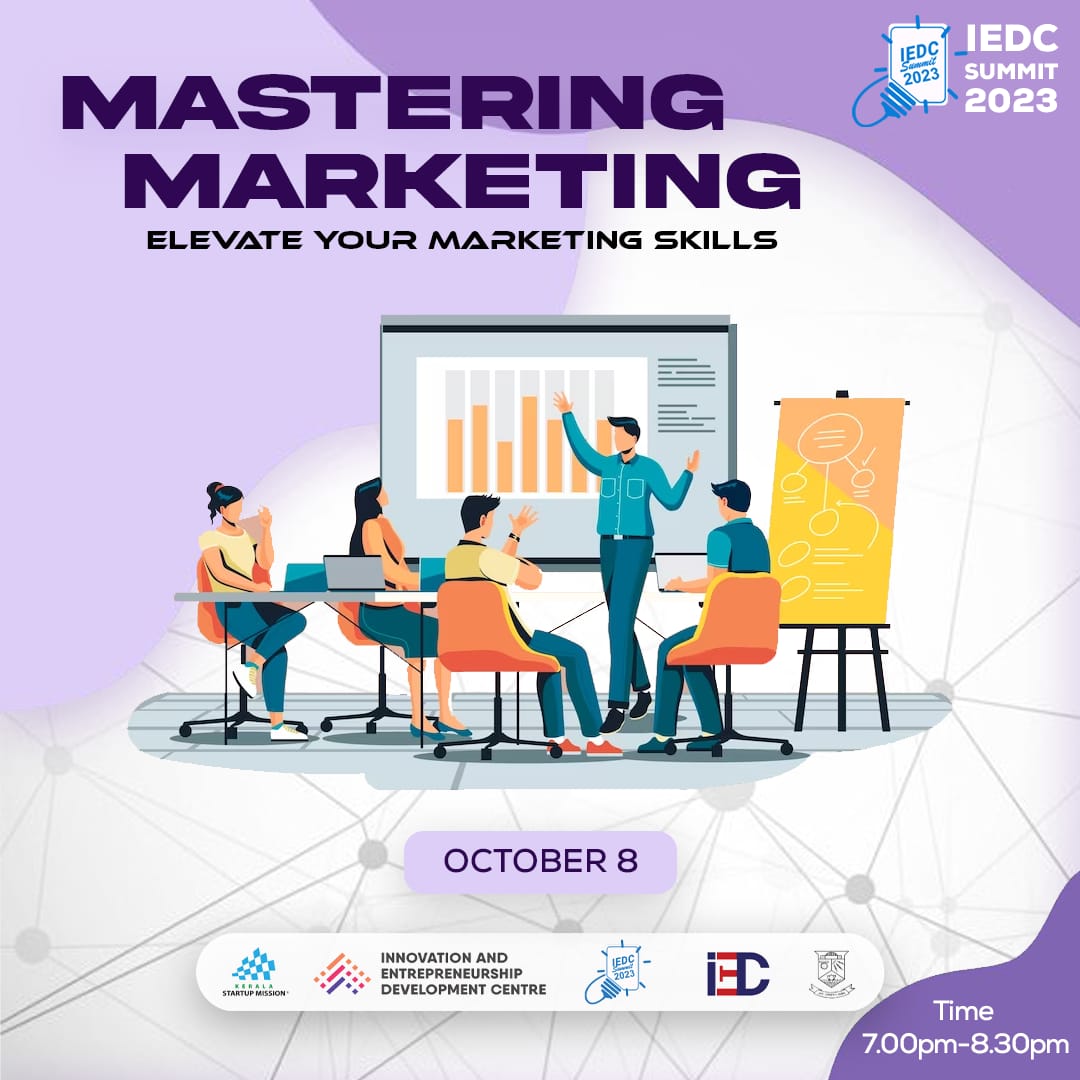 IEDC
Summit
2023
IEDC
SUMMIT
2023
MASTERING
MARKETING
ELEVATE YOUR MARKETING SKILLS
OCTOBER 8
KERALA
STARTUP MISSION
INNOVATION AND
ENTREPRENEURSHIP
DEVELOPMENT CENTRE
IEDC
Summit
2023
IEDC
Time
7.00pm-8.30pm